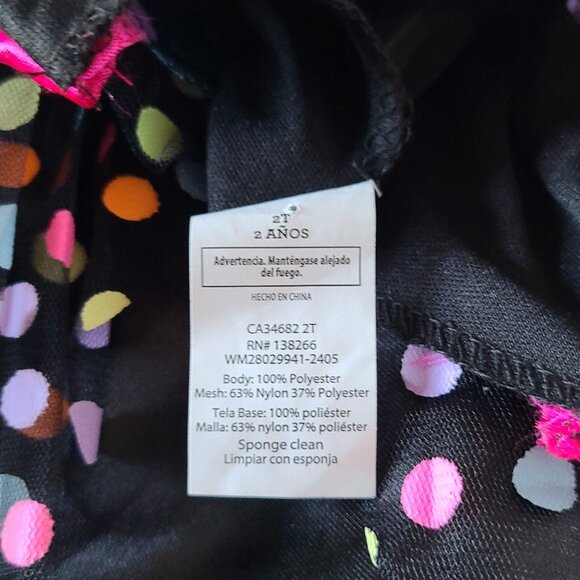 2T
2 AÑOS
Advertencia. Manténgase alejado
del fuego.
HECHO EN CHINA
CA34682 2T
RN# 138266
WM28029941-2405
Body: 100% Polyester
Mesh: 63% Nylon 37% Polyester
Tela Base: 100% poliéster
Malla: 63% nylon 37% poliéster
Sponge clean
Limpiar con esponja